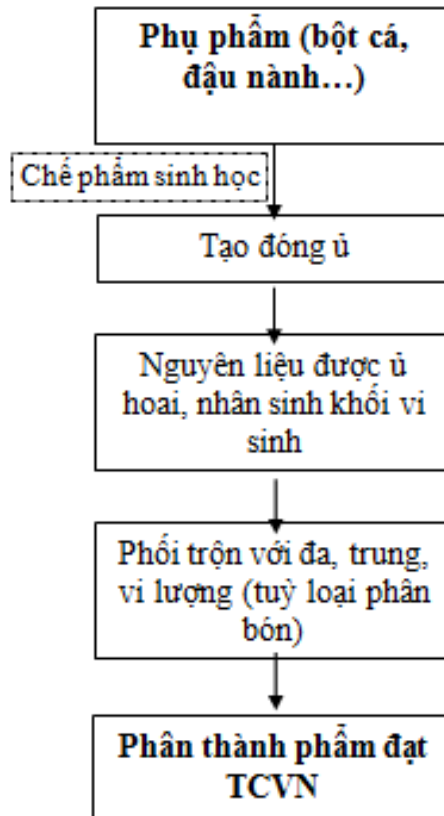 Phụ phẩm (bột cá,
đậu nành…)
Chế phẩm sinh học
Tạo đóng ủ
Nguyên liệu được ủ
hoai, nhân sinh khối vi
sinh
Phối trộn với đa, trung,
vi lượng (tuỳ loại phân
bón)
Phân thành phẩm đạt
TCVN